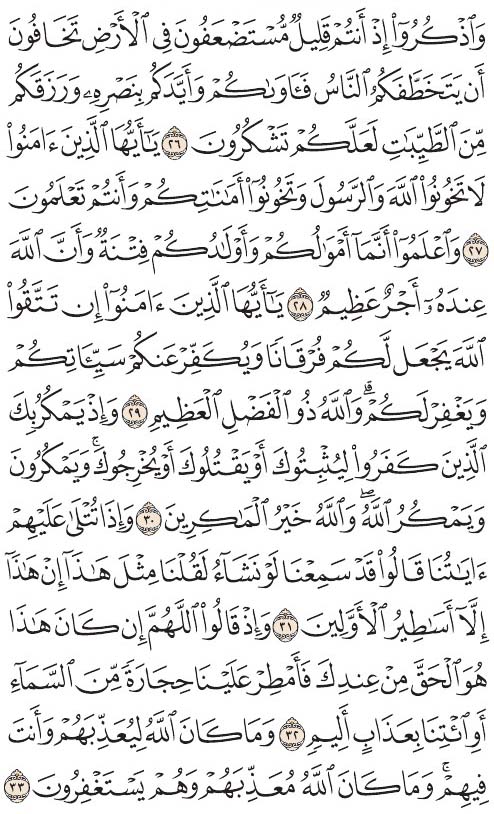 وَٱذْكُرُوٓا۟ إِذْ أَنتُمْ قَلِيلٌ مُّسْتَضْعَفُونَ فِى ٱلْأَرْضِ تَخَافُونَ
أَن يَتَخَطَّفَكُمُ ٱلنَّاسُ فَـَٔاوَىٰكُمْ وَأَيَّدَكُم بِنَصْرِهِۦ وَرَزَقَكُم
مِّنَ ٱلطَّيِّبَٰتِ لَعَلَّكُمْ تَشْكُرُونَ ٢٦ يَٰٓأَيُّهَا ٱلَّذِينَ ءَامَنُوا۟
لَا تَخُونُوا۟ ٱللَّهَ وَٱلرَّسُولَ وَتَخُونُوٓا۟ أَمَٰنَٰتِكُمْ وَأَنتُمْ تَعْلَمُونَ
٢٧ وَٱعْلَمُوٓا۟ أَنَّمَآ أَمْوَٰلُكُمْ وَأَوْلَٰدُكُمْ فِتْنَةٌ وَأَنَّ ٱللَّهَ
عِندَهُۥٓ أَجْرٌ عَظِيمٌ ٢٨ يَٰٓأَيُّهَا ٱلَّذِينَ ءَامَنُوٓا۟ إِن تَتَّقُوا۟
ٱللَّهَ يَجْعَل لَّكُمْ فُرْقَانًا وَيُكَفِّرْ عَنكُمْ سَيِّـَٔاتِكُمْ
وَيَغْفِرْ لَكُمْ ۗ وَٱللَّهُ ذُو ٱلْفَضْلِ ٱلْعَظِيمِ ٢٩ وَإِذْ يَمْكُرُ بِكَ
ٱلَّذِينَ كَفَرُوا۟ لِيُثْبِتُوكَ أَوْ يَقْتُلُوكَ أَوْ يُخْرِجُوكَ ۚ وَيَمْكُرُونَ
وَيَمْكُرُ ٱللَّهُ ۖ وَٱللَّهُ خَيْرُ ٱلْمَٰكِرِينَ ٣٠ وَإِذَا تُتْلَىٰ عَلَيْهِمْ
ءَايَٰتُنَا قَالُوا۟ قَدْ سَمِعْنَا لَوْ نَشَآءُ لَقُلْنَا مِثْلَ هَٰذَآ إِنْ هَٰذَآ
إِلَّآ أَسَٰطِيرُ ٱلْأَوَّلِينَ ٣١ وَإِذْ قَالُوا۟ ٱللَّهُمَّ إِن كَانَ هَٰذَا
هُوَ ٱلْحَقَّ مِنْ عِندِكَ فَأَمْطِرْ عَلَيْنَا حِجَارَةً مِّنَ ٱلسَّمَآءِ
أَوِ ٱئْتِنَا بِعَذَابٍ أَلِيمٍ ٣٢ وَمَا كَانَ ٱللَّهُ لِيُعَذِّبَهُمْ وَأَنتَ
فِيهِمْ ۚ وَمَا كَانَ ٱللَّهُ مُعَذِّبَهُمْ وَهُمْ يَسْتَغْفِرُونَ ٣٣